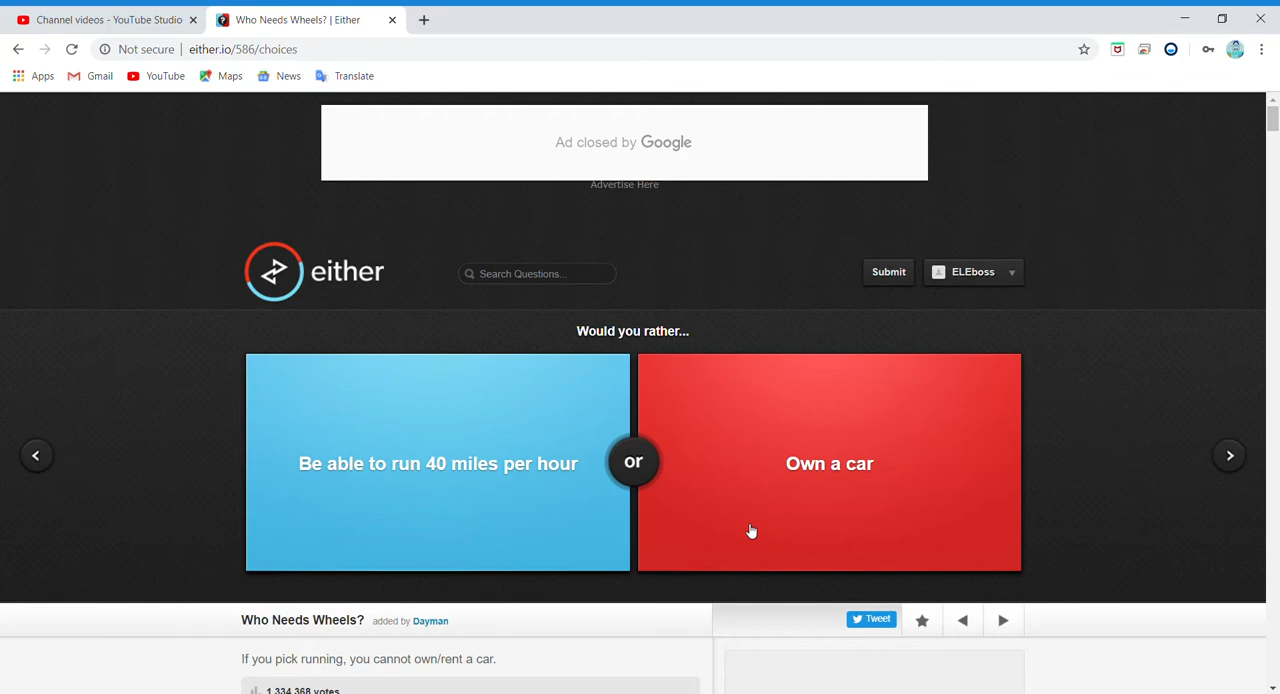 Channel videos - YouTube Studio
Who Needs Wheels? | Either
Not secure | either.io/586/choices
Apps Gmail YouTube Maps News Translate
Ad closed by Google
Advertise Here
either
Search Questions...
Submit
ELEboss
Would you rather...
Be able to run 40 miles per hour
or
Own a car
Who Needs Wheels? added by Dayman
Tweet
If you pick running, you cannot own/rent a car.
1,334,368 votes